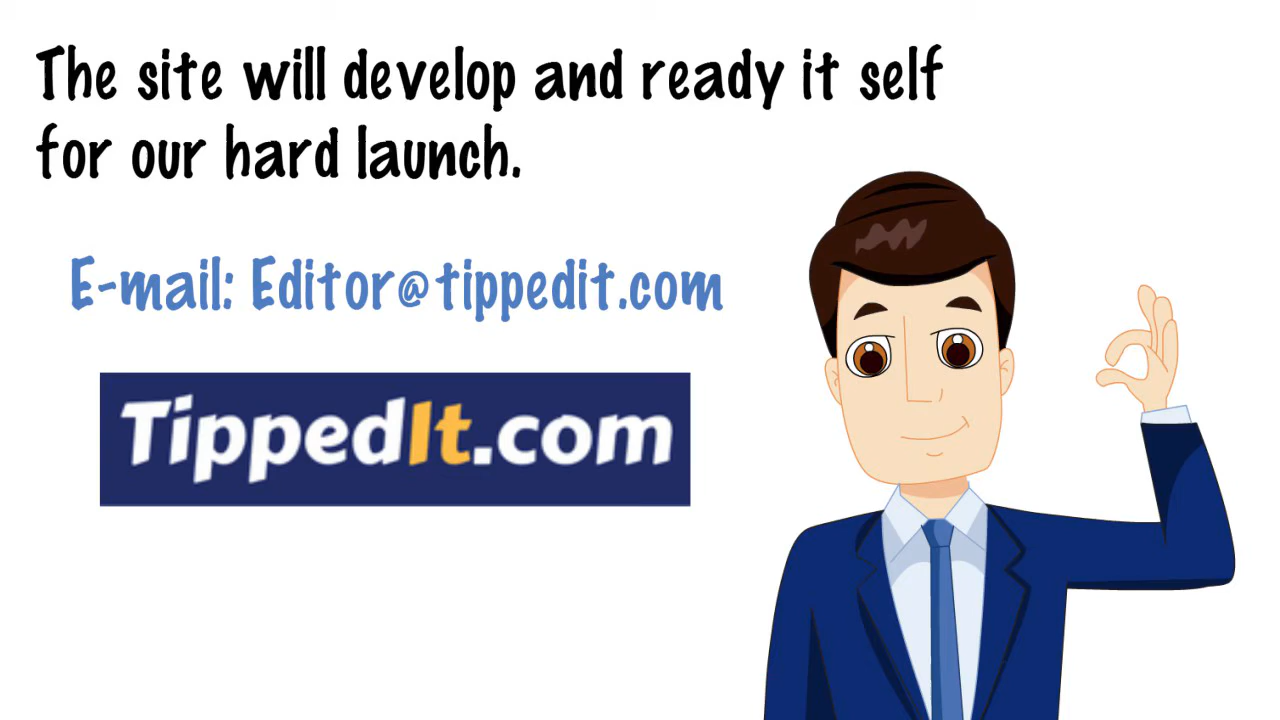 The site will develop and ready it self
for our hard launch.
E-mail: Editor@tippedit.com
TippedIt.com